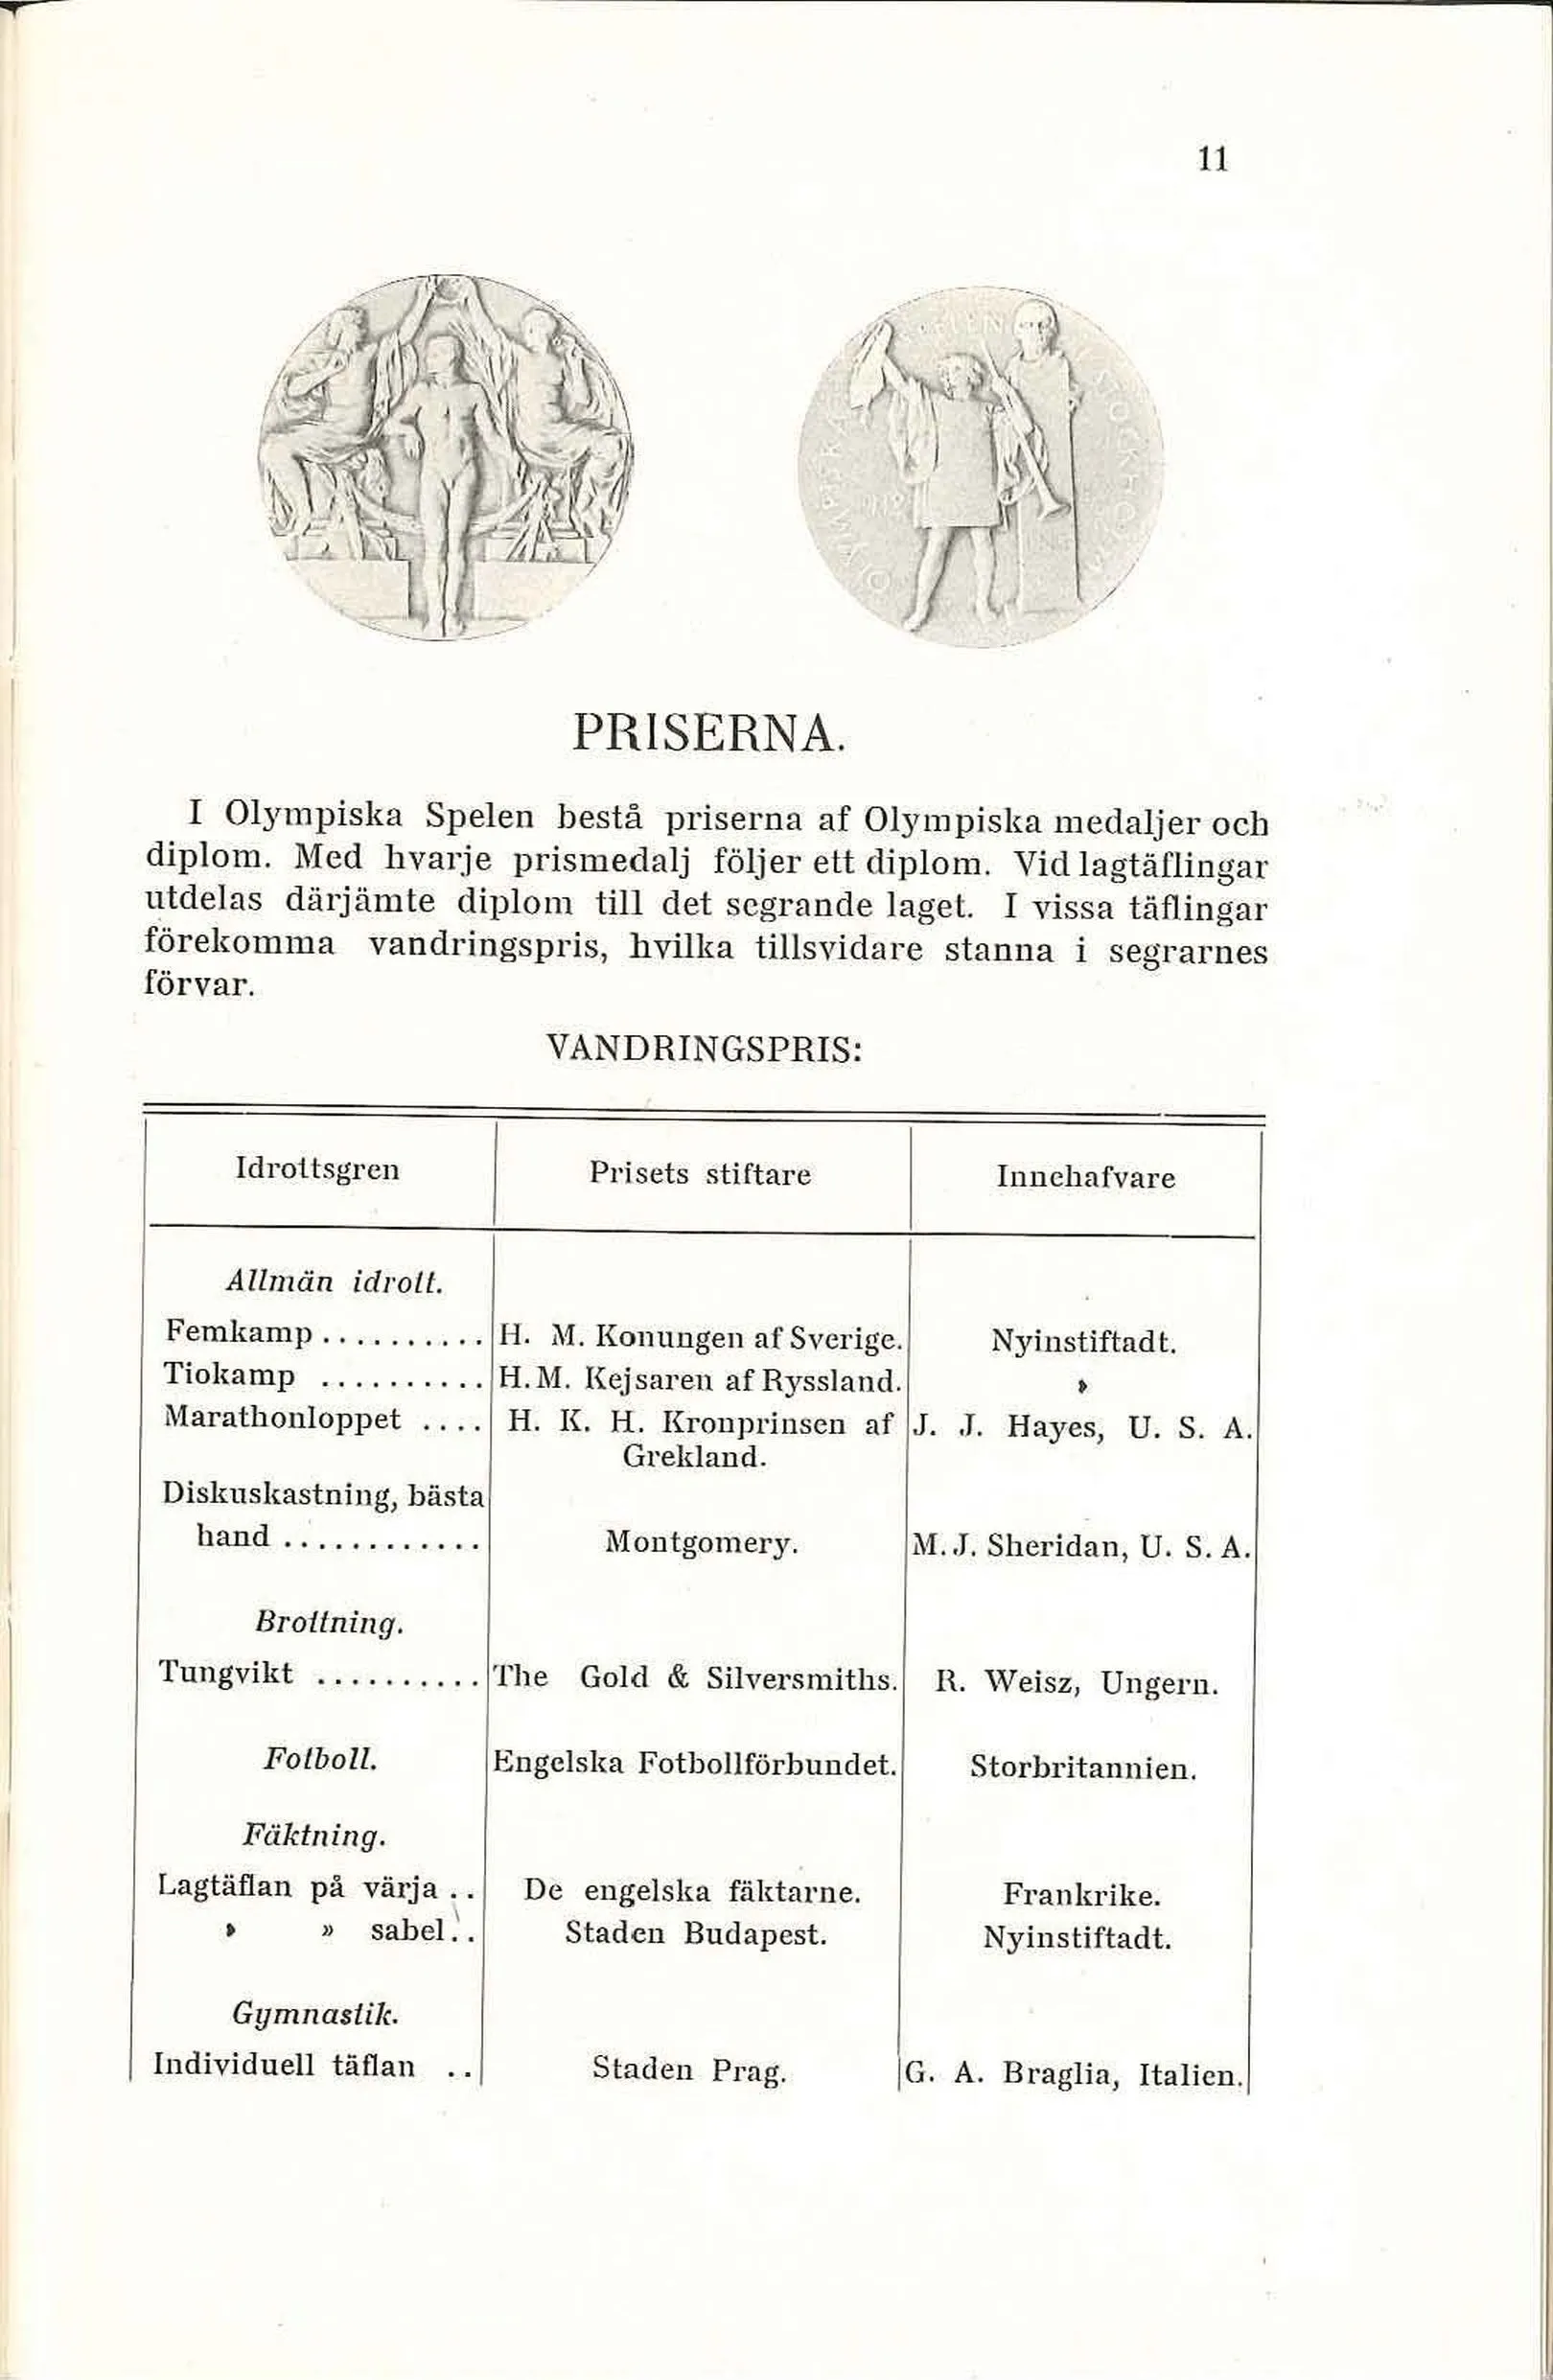 11
OLYMPISKA SPELEN STOCKHOLM
1912
PRISERNA.
I Olympiska Spelen bestå priserna af Olympiska medaljer och
diplom. Med hvarje prismedalj följer ett diplom. Vid lagtäflingar
utdelas därjämte diplom till det segrande laget. I vissa täflingar
förekomma vandringspris, hvilka tillsvidare stanna i segrarnes
förvar.
VANDRINGSPRIS:
Idrottsgren Prisets stiftare Innehafvare
Allmän idrott.
Femkamp .......... H. M. Konungen af Sverige. Nyinstiftadt.
Tiokamp .......... H. M. Kejsaren af Ryssland. »
Marathonloppet .... H. K. H. Kronprinsen af J. J. Hayes, U. S. A.
Grekland.
Diskuskastning, bästa
hand ............ Montgomery. M. J. Sheridan, U. S. A.
Brottning.
Tungvikt .......... The Gold & Silversmiths. R. Weisz, Ungern.
Fotboll. Engelska Fotbollförbundet. Storbritannien.
Fäktning.
Lagtäflan på värja .. De engelska fäktarne. Frankrike.
» » sabel .. Staden Budapest. Nyinstiftadt.
Gymnastik.
Individuell täflan .. Staden Prag. G. A. Braglia, Italien.